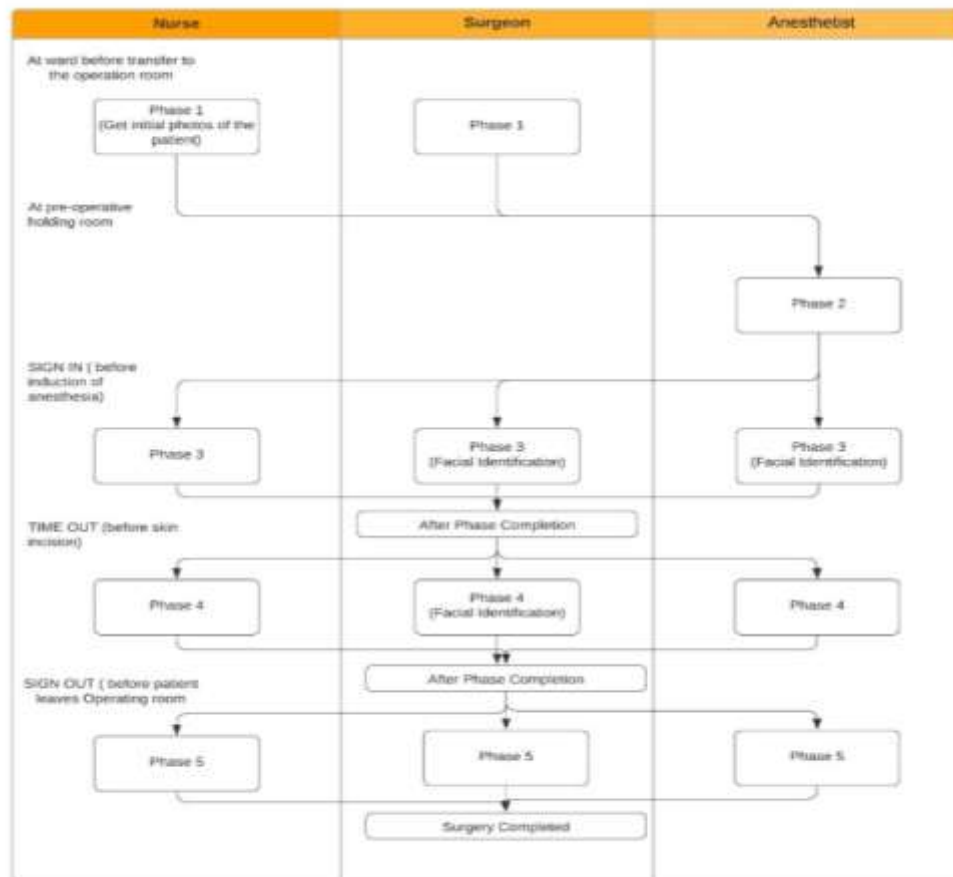 Nurse
Surgeon
Anesthetist
At ward before transfer to
the operation room
Phase 1
(Get initial photos of the
patient)
Phase 1
At pre-operative
holding room
Phase 2
SIGN IN ( before
induction of
anesthesia)
Phase 3
Phase 3
(Facial Identification)
Phase 3
(Facial Identification)
After Phase Completion
TIME OUT (before skin
incision)
Phase 4
Phase 4
(Facial Identification)
Phase 4
After Phase Completion
SIGN OUT ( before patient
leaves Operating room
Phase 5
Phase 5
Phase 5
Surgery Completed